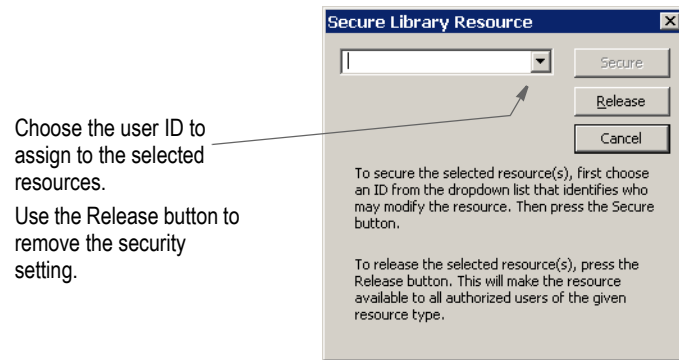 Secure Library Resource
Secure
Release
Cancel
Choose the user ID to
assign to the selected
resources.
Use the Release button to
remove the security
setting.
To secure the selected resource(s), first choose
an ID from the dropdown list that identifies who
may modify the resource. Then press the Secure
button.
To release the selected resource(s), press the
Release button. This will make the resource
available to all authorized users of the given
resource type.